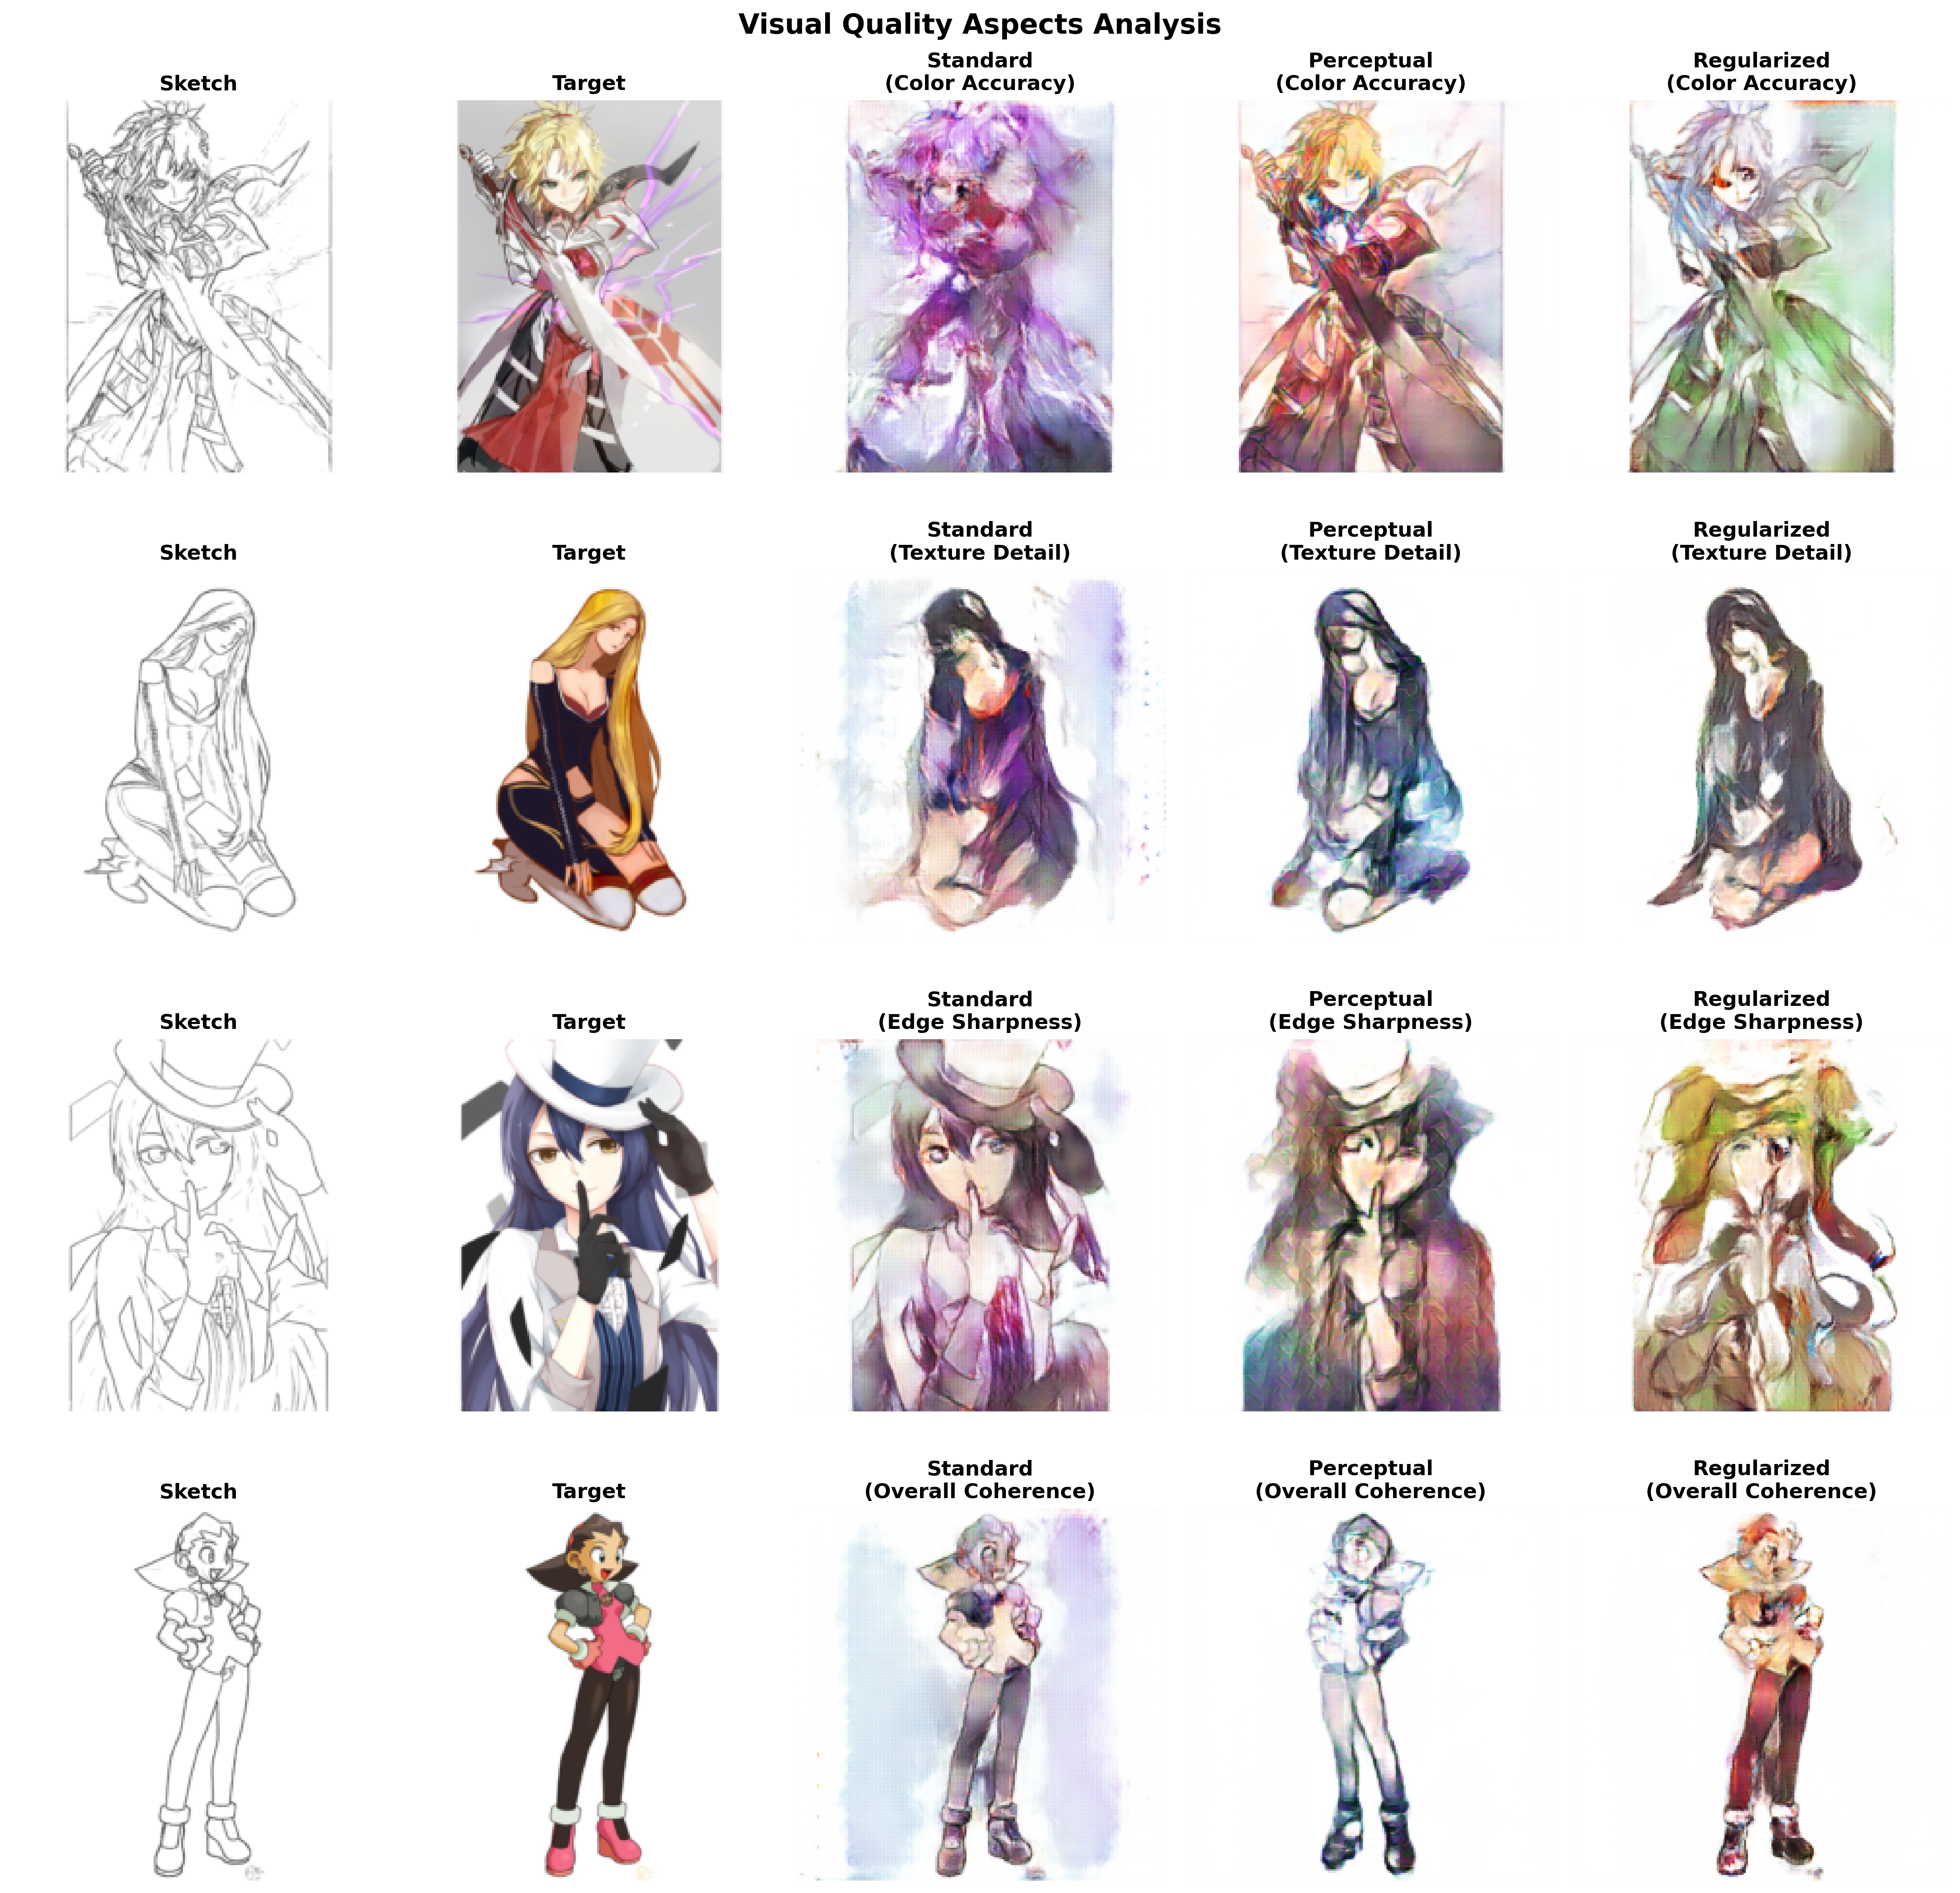 Visual Quality Aspects Analysis
Sketch
Target
Standard
(Color Accuracy)
Perceptual
(Color Accuracy)
Regularized
(Color Accuracy)
Sketch
Target
Standard
(Texture Detail)
Perceptual
(Texture Detail)
Regularized
(Texture Detail)
Sketch
Target
Standard
(Edge Sharpness)
Perceptual
(Edge Sharpness)
Regularized
(Edge Sharpness)
Sketch
Target
Standard
(Overall Coherence)
Perceptual
(Overall Coherence)
Regularized
(Overall Coherence)